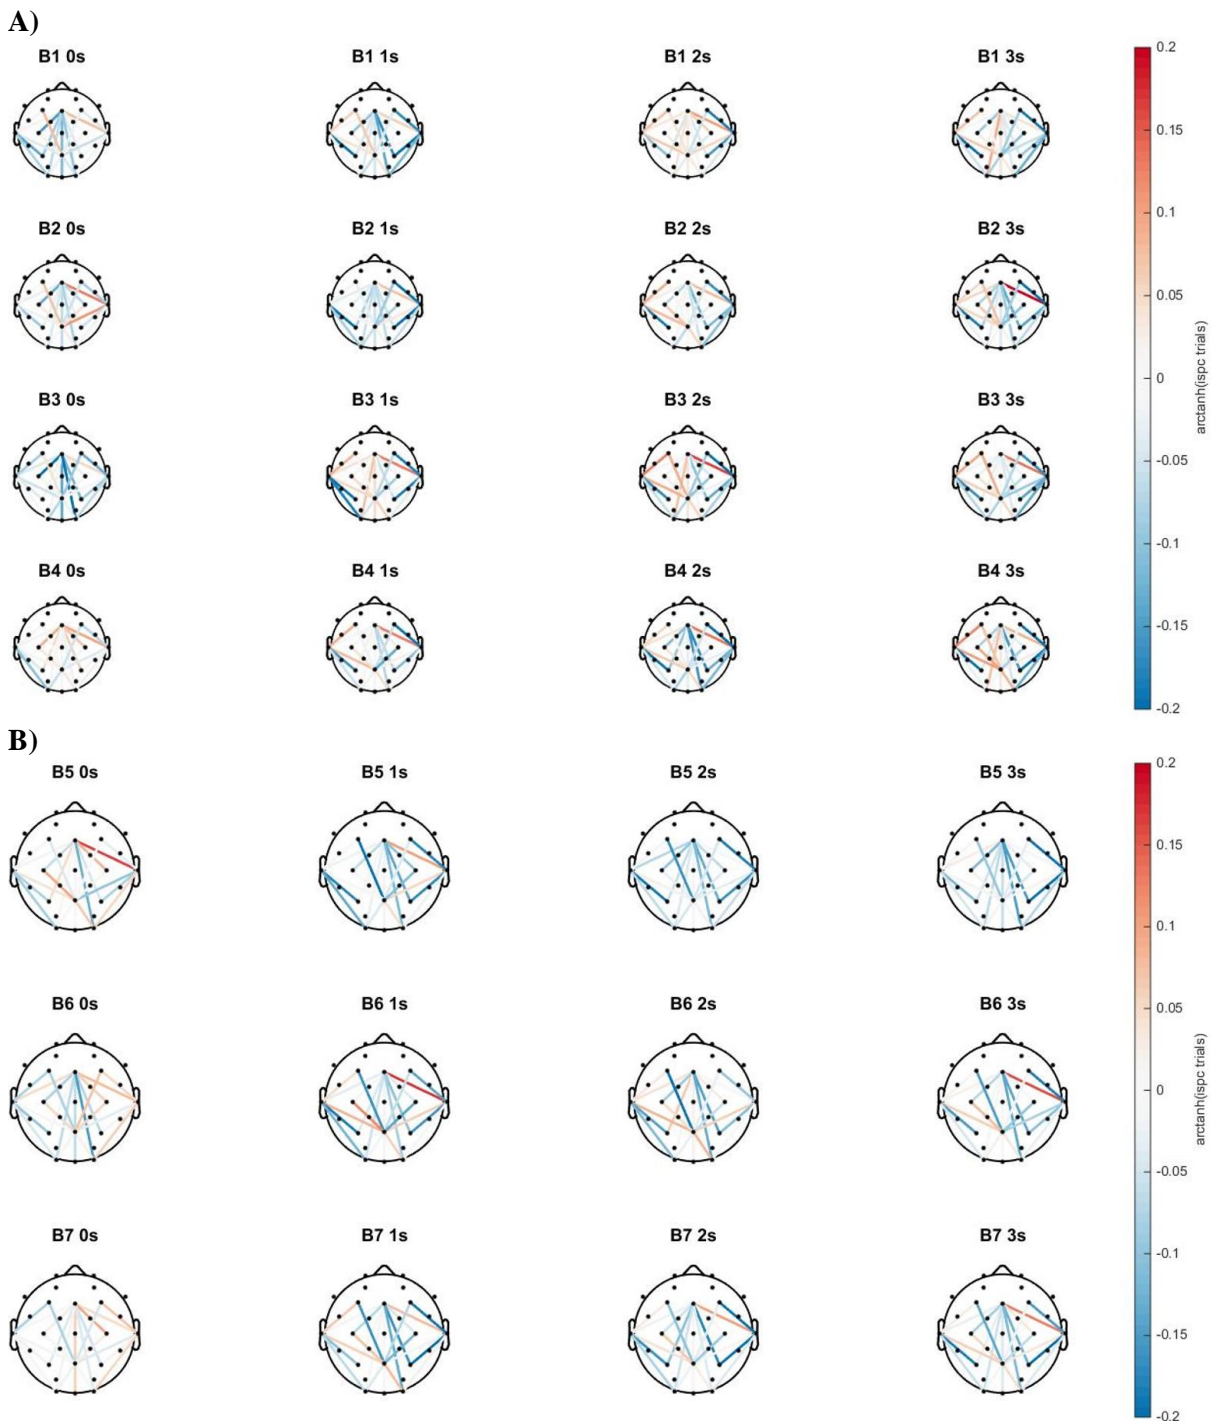 A)
B1 0s B1 1s B1 2s B1 3s
0.2
0.15
B2 0s B2 1s B2 2s B2 3s
0.1
0.05
B3 0s B3 1s B3 2s B3 3s
0
arctanh(ispc trials)
-0.05
-0.1
B4 0s B4 1s B4 2s B4 3s
-0.15
-0.2
B)
B5 0s B5 1s B5 2s B5 3s
0.2
0.15
0.1
B6 0s B6 1s B6 2s B6 3s
0.05
0
arctanh(ispc trials)
-0.05
B7 0s B7 1s B7 2s B7 3s
-0.1
-0.15
-0.2